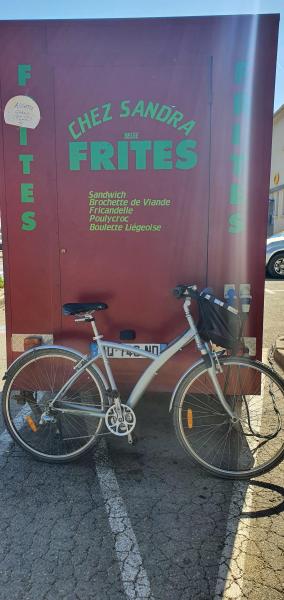 CHEZ SANDRA
FRITES
FRITES
FRITES
Sandwich
Brochette de Viande
Fricandelle
Poulycroc
Boulette Liégeoise